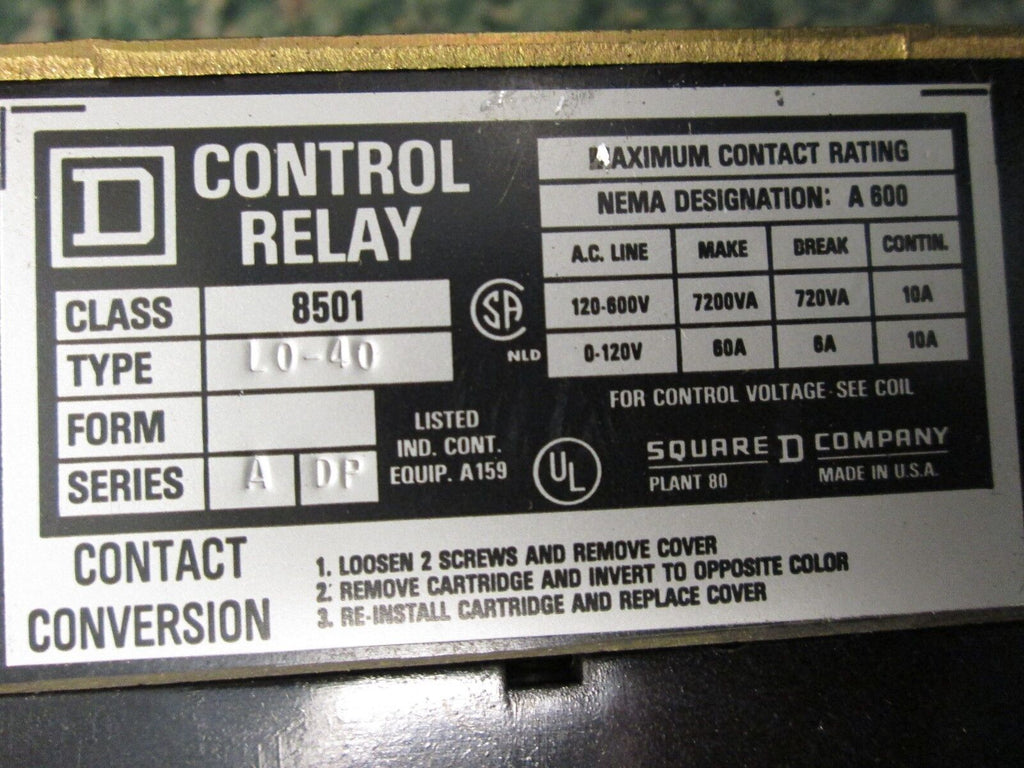 D
CONTROL
RELAY
CLASS 8501
TYPE LO-40
FORM
SERIES A DP
SA
NLD
LISTED
IND. CONT.
EQUIP. A159
UL
MAXIMUM CONTACT RATING
NEMA DESIGNATION: A 600
A.C. LINE MAKE BREAK CONTIN.
120-600V 7200VA 720VA 10A
0-120V 60A 6A 10A
FOR CONTROL VOLTAGE-SEE COIL
SQUARE D COMPANY
PLANT 80 MADE IN U.S.A.
CONTACT
CONVERSION
1. LOOSEN 2 SCREWS AND REMOVE COVER
2. REMOVE CARTRIDGE AND INVERT TO OPPOSITE COLOR
3. RE-INSTALL CARTRIDGE AND REPLACE COVER